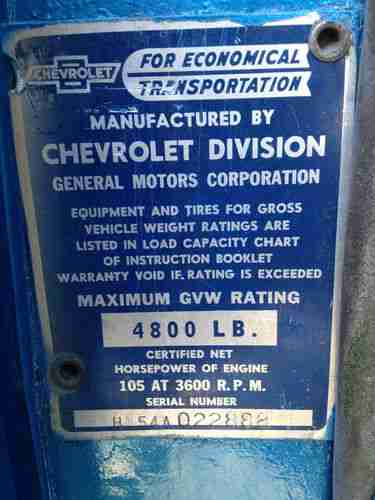 CHEVROLET
FOR ECONOMICAL
TRANSPORTATION
MANUFACTURED BY
CHEVROLET DIVISION
GENERAL MOTORS CORPORATION
EQUIPMENT AND TIRES FOR GROSS
VEHICLE WEIGHT RATINGS ARE
LISTED IN LOAD CAPACITY CHART
OF INSTRUCTION BOOKLET
WARRANTY VOID IF RATING IS EXCEEDED
MAXIMUM GVW RATING
4800 LB.
CERTIFIED NET
HORSEPOWER OF ENGINE
105 AT 3600 R.P.M.
SERIAL NUMBER
H 54A022888